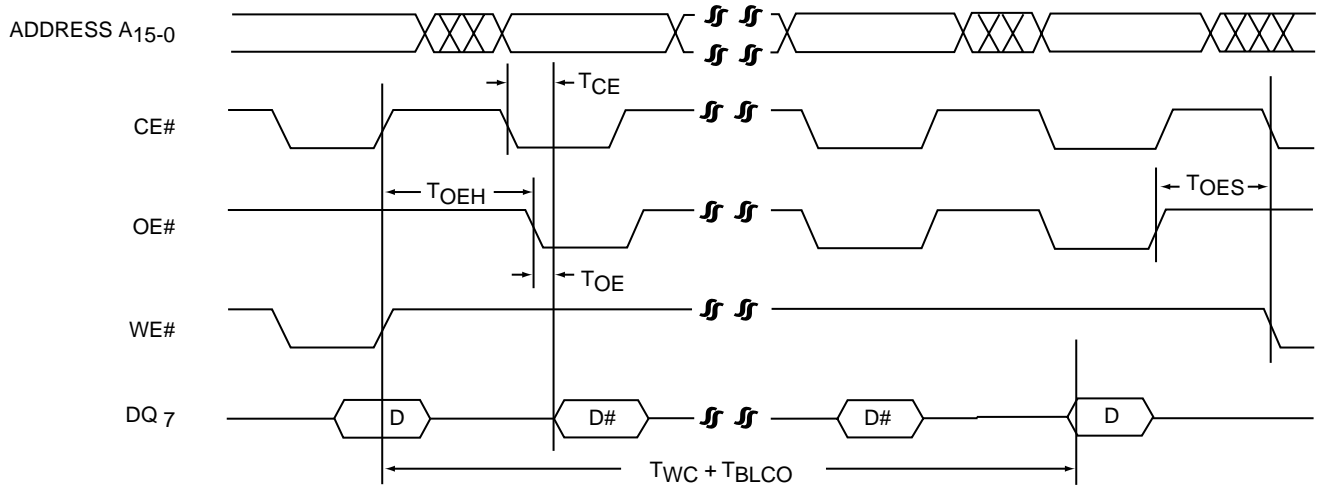 ADDRESS A15-0
TCE
CE#
TOEH
TOES
OE#
TOE
WE#
DQ 7
D
D#
D#
D
TWC + TBLCO